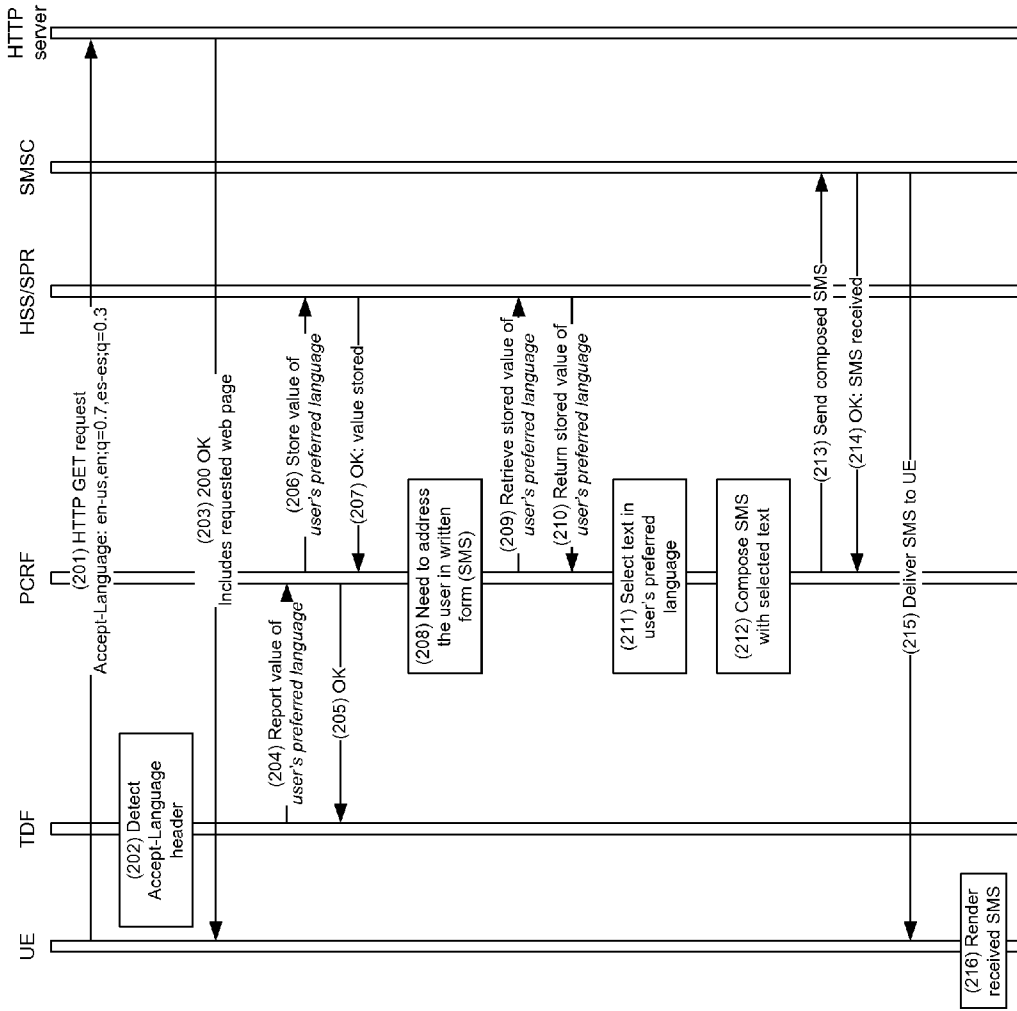 UE
TDF
PCRF
HSS/SPR
SMSC
HTTP
server
(201) HTTP GET request
Accept-Language: en-us,en;q=0.7,es-es;q=0.3
(202) Detect
Accept-Language
header
(203) 200 OK
Includes requested web page
(204) Report value of
user's preferred language
(205) OK
(206) Store value of
user's preferred language
(207) OK: value stored
(208) Need to address
the user in written
form (SMS)
(209) Retrieve stored value of
user's preferred language
(210) Return stored value of
user's preferred language
(211) Select text in
user's preferred
language
(212) Compose SMS
with selected text
(213) Send composed SMS
(214) OK: SMS received
(215) Deliver SMS to UE
(216) Render
received SMS